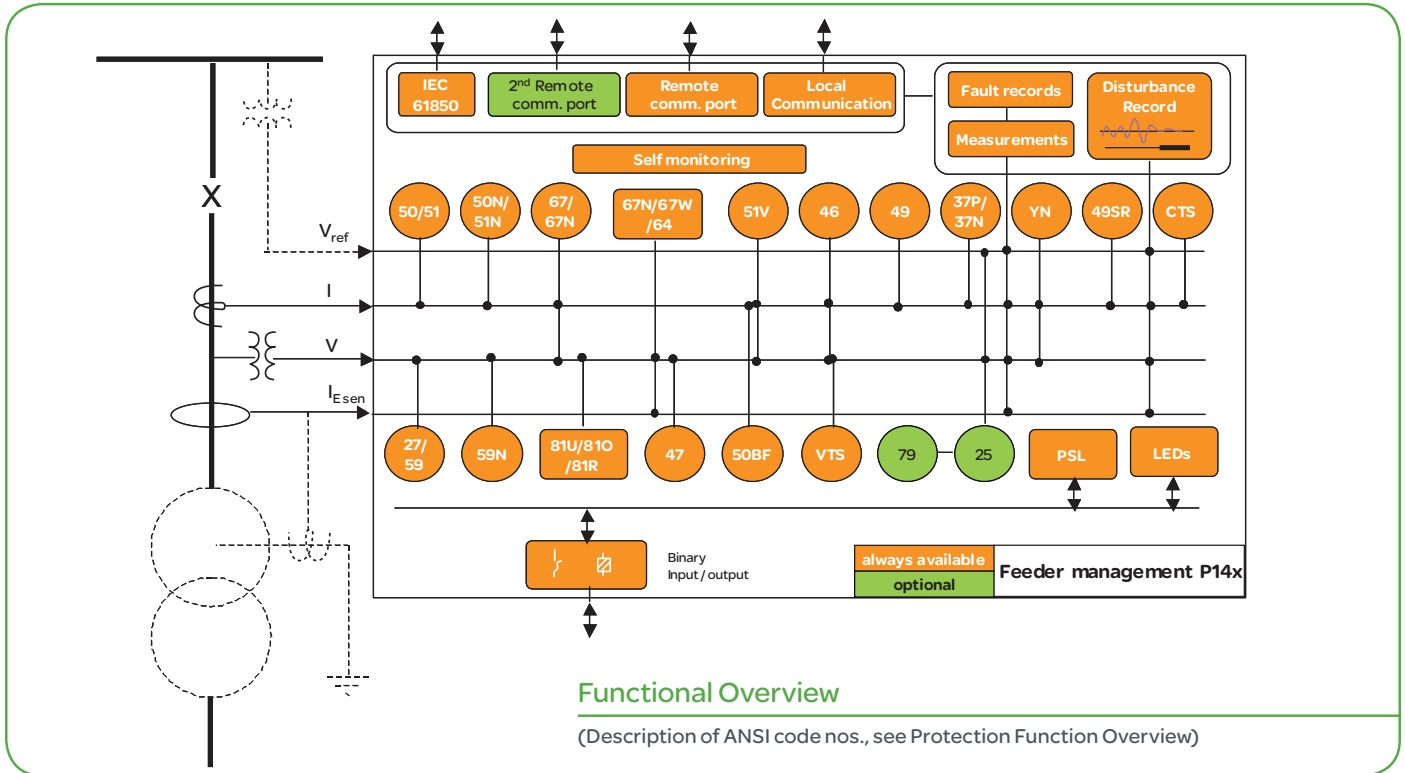 IEC
61850
2nd Remote
comm. port
Remote
comm. port
Local
Communication
Fault records
Measurements
Disturbance
Record
Self monitoring
50/51
50N/
51N
67/
67N
67N/67W
/64
51V
46
49
37P/
37N
YN
49SR
CTS
X
Vref
I
V
IE sen
27/
59
59N
81U/81O
/81R
47
50BF
VTS
79
25
PSL
LEDs
Binary
Input / output
always available
optional
Feeder management P14x
Functional Overview
(Description of ANSI code nos., see Protection Function Overview)